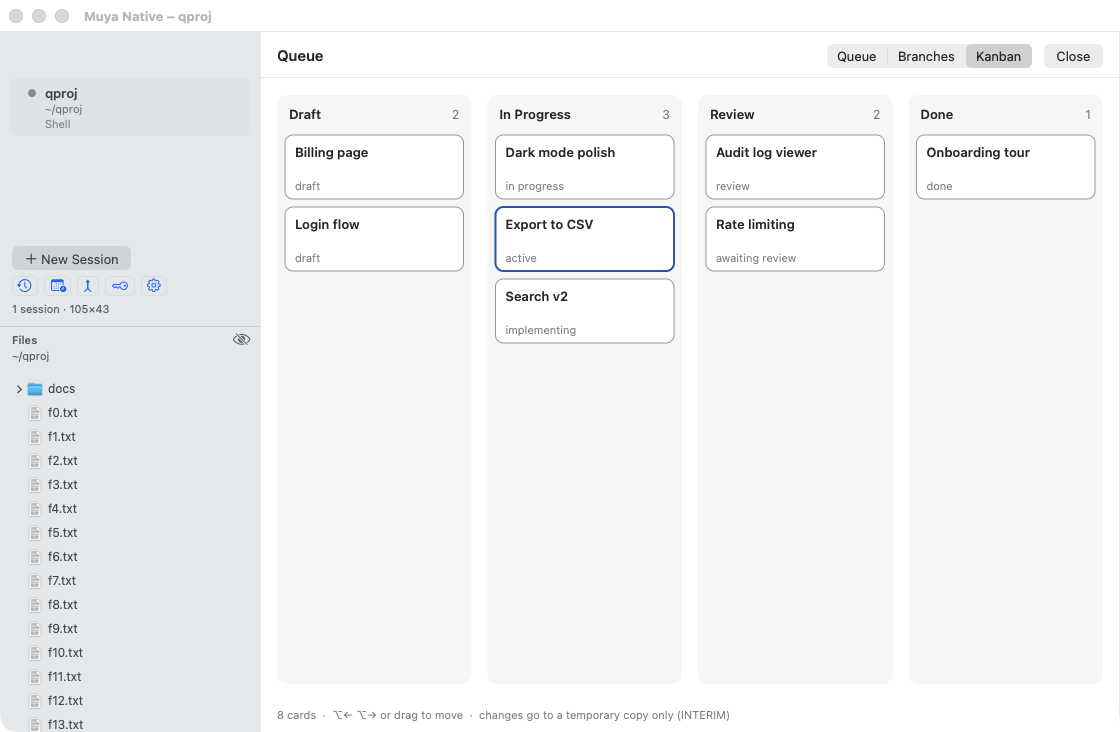 Muya Native – qproj
qproj
~/qproj
Shell
+ New Session
1 session · 105×43
Files
~/qproj
docs
f0.txt
f1.txt
f2.txt
f3.txt
f4.txt
f5.txt
f6.txt
f7.txt
f8.txt
f9.txt
f10.txt
f11.txt
f12.txt
f13.txt
Queue
Queue
Branches
Kanban
Close
Draft 2
Billing page
draft
Login flow
draft
In Progress 3
Dark mode polish
in progress
Export to CSV
active
Search v2
implementing
Review 2
Audit log viewer
review
Rate limiting
awaiting review
Done 1
Onboarding tour
done
8 cards · ⌥← ⌥→ or drag to move · changes go to a temporary copy only (INTERIM)